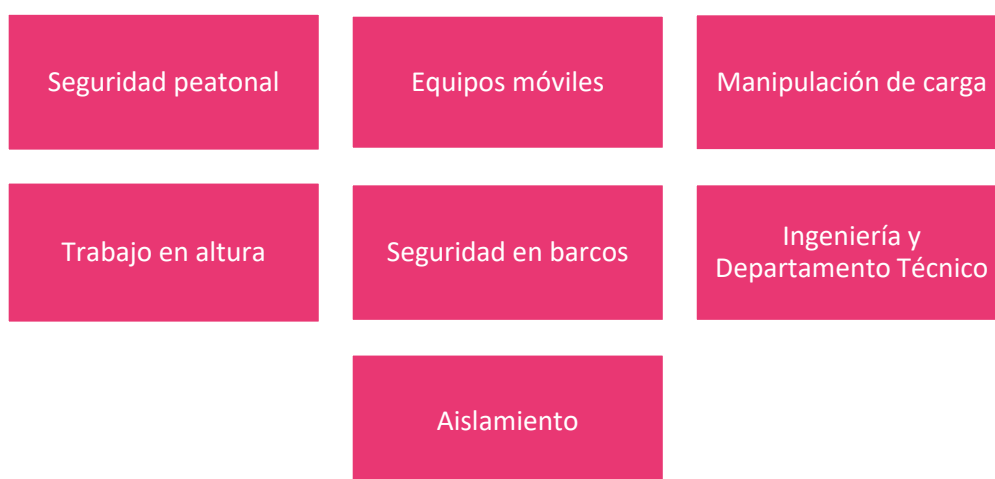 Seguridad peatonal
Equipos móviles
Manipulación de carga
Trabajo en altura
Seguridad en barcos
Ingeniería y
Departamento Técnico
Aislamiento